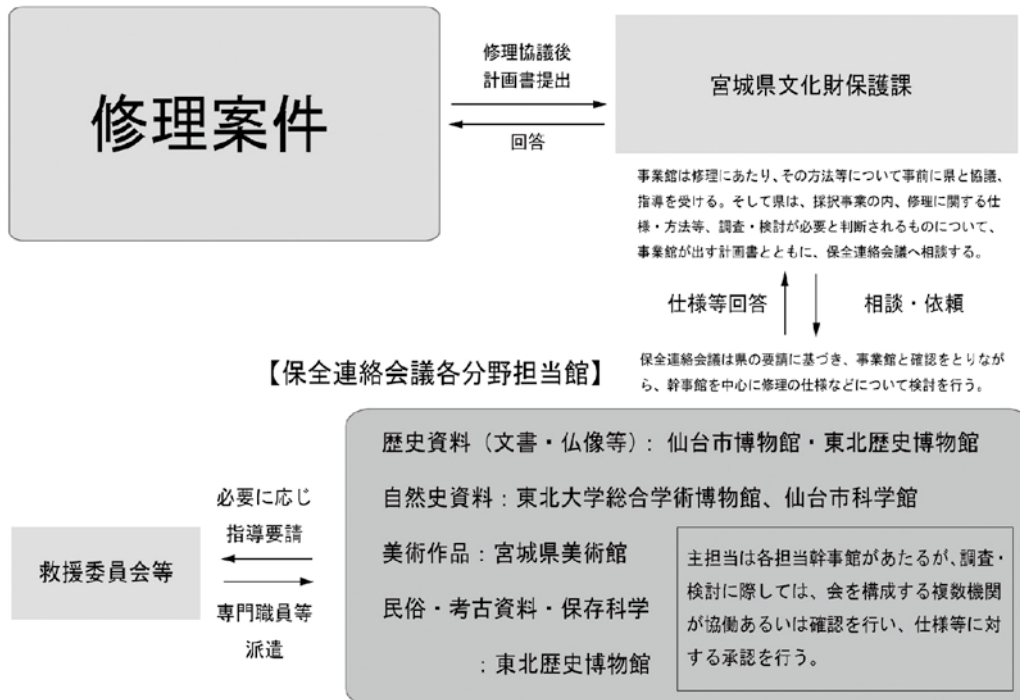 修理案件
修理協議後
計画書提出
回答
宮城県文化財保護課
事業館は修理にあたり、その方法等について事前に県と協議、
指導を受ける。そして県は、採択事業の内、修理に関する仕
様・方法等、調査・検討が必要と判断されるものについて、
事業館が出す計画書とともに、保全連絡会議へ相談する。
仕様等回答
相談・依頼
保全連絡会議は県の要請に基づき、事業館と確認をとりなが
ら、幹事館を中心に修理の仕様などについて検討を行う。
【保全連絡会議各分野担当館】
歴史資料（文書・仏像等）：仙台市博物館・東北歴史博物館
自然史資料：東北大学総合学術博物館、仙台市科学館
美術作品：宮城県美術館
民俗・考古資料・保存科学
：東北歴史博物館
主担当は各担当幹事館があたるが、調査・
検討に際しては、会を構成する複数機関
が協働あるいは確認を行い、仕様等に対
する承認を行う。
必要に応じ
指導要請
専門職員等
派遣
救援委員会等